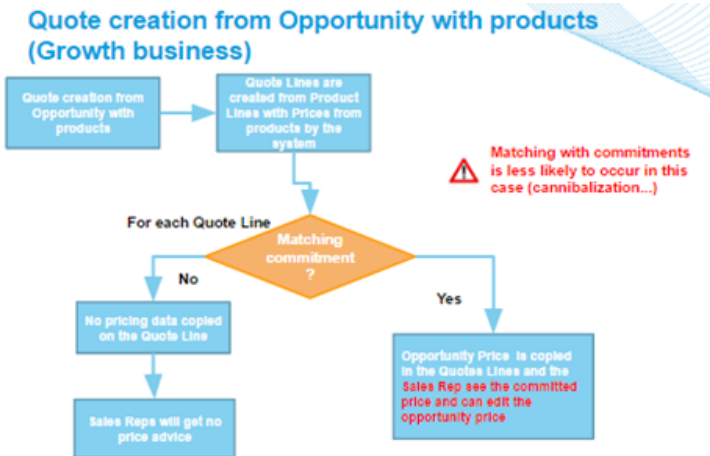 Quote creation from Opportunity with products
(Growth business)
Quote creation from
Opportunity with
products
Quote Lines are
created from Product
Lines with Prices from
products by the
system
Matching with commitments
is less likely to occur in this
case (cannibalization...)
For each Quote Line
Matching
commitment
?
No
Yes
No pricing data copied
on the Quote Line
Opportunity Price is copied
in the Quotes Lines and the
Sales Rep see the committed
price and can edit the
opportunity price
Sales Reps will get no
price advice